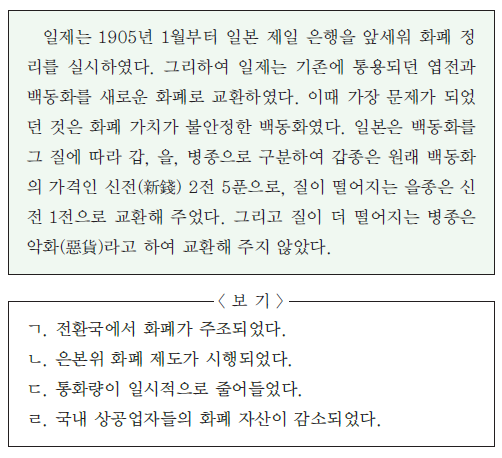 일제는 1905년 1월부터 일본 제일 은행을 앞세워 화폐 정
리를 실시하였다. 그리하여 일제는 기존에 통용되던 엽전과
백동화를 새로운 화폐로 교환하였다. 이때 가장 문제가 되었
던 것은 화폐 가치가 불안정한 백동화였다. 일본은 백동화를
그 질에 따라 갑, 을, 병종으로 구분하여 갑종은 원래 백동화
의 가격인 신전(新錢) 2전 5푼으로, 질이 떨어지는 을종은 신
전 1전으로 교환해 주었다. 그리고 질이 더 떨어지는 병종은
악화(惡貨)라고 하여 교환해 주지 않았다.
< 보 기 >
ㄱ. 전환국에서 화폐가 주조되었다.
ㄴ. 은본위 화폐 제도가 시행되었다.
ㄷ. 통화량이 일시적으로 줄어들었다.
ㄹ. 국내 상공업자들의 화폐 자산이 감소되었다.